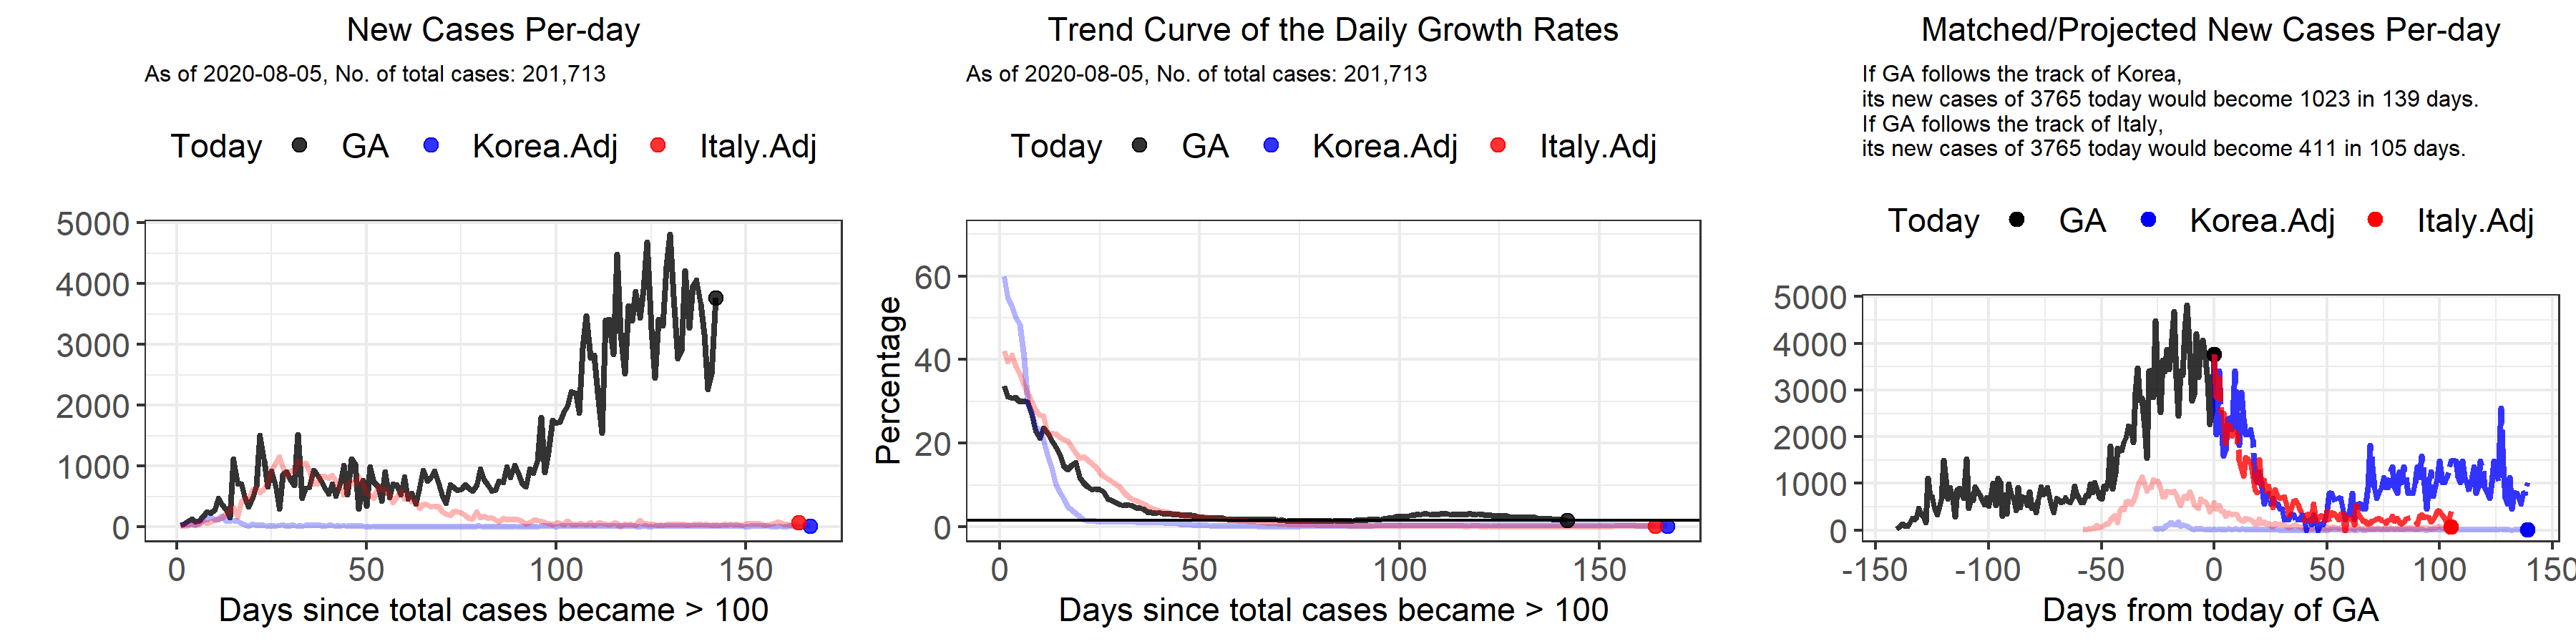 New Cases Per-day
As of 2020-08-05, No. of total cases: 201,713
Today GA Korea.Adj Italy.Adj
5000
4000
3000
2000
1000
0
0 50 100 150
Days since total cases became > 100
Trend Curve of the Daily Growth Rates
As of 2020-08-05, No. of total cases: 201,713
Today GA Korea.Adj Italy.Adj
Percentage
60
40
20
0
0 50 100 150
Days since total cases became > 100
Matched/Projected New Cases Per-day
If GA follows the track of Korea,
its new cases of 3765 today would become 1023 in 139 days.
If GA follows the track of Italy,
its new cases of 3765 today would become 411 in 105 days.
Today GA Korea.Adj Italy.Adj
5000
4000
3000
2000
1000
0
-150 -100 -50 0 50 100 150
Days from today of GA